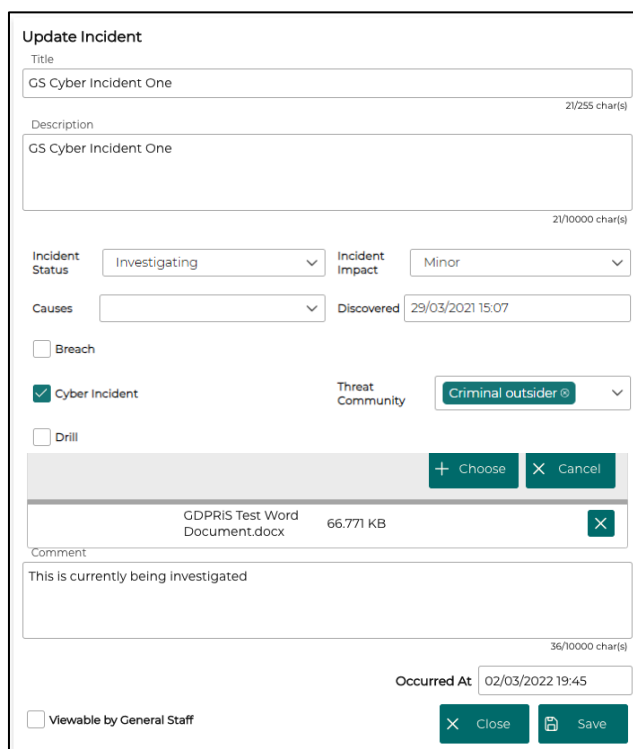 Update Incident
Title
GS Cyber Incident One
21/255 char(s)
Description
GS Cyber Incident One
21/10000 char(s)
Incident Status Investigating Incident Impact Minor
Causes Discovered 29/03/2021 15:07
Breach
Cyber Incident Threat Community Criminal outsider
Drill
+ Choose X Cancel
GDPRiS Test Word Document.docx 66.771 KB X
Comment
This is currently being investigated
36/10000 char(s)
Occurred At 02/03/2022 19:45
Viewable by General Staff X Close Save